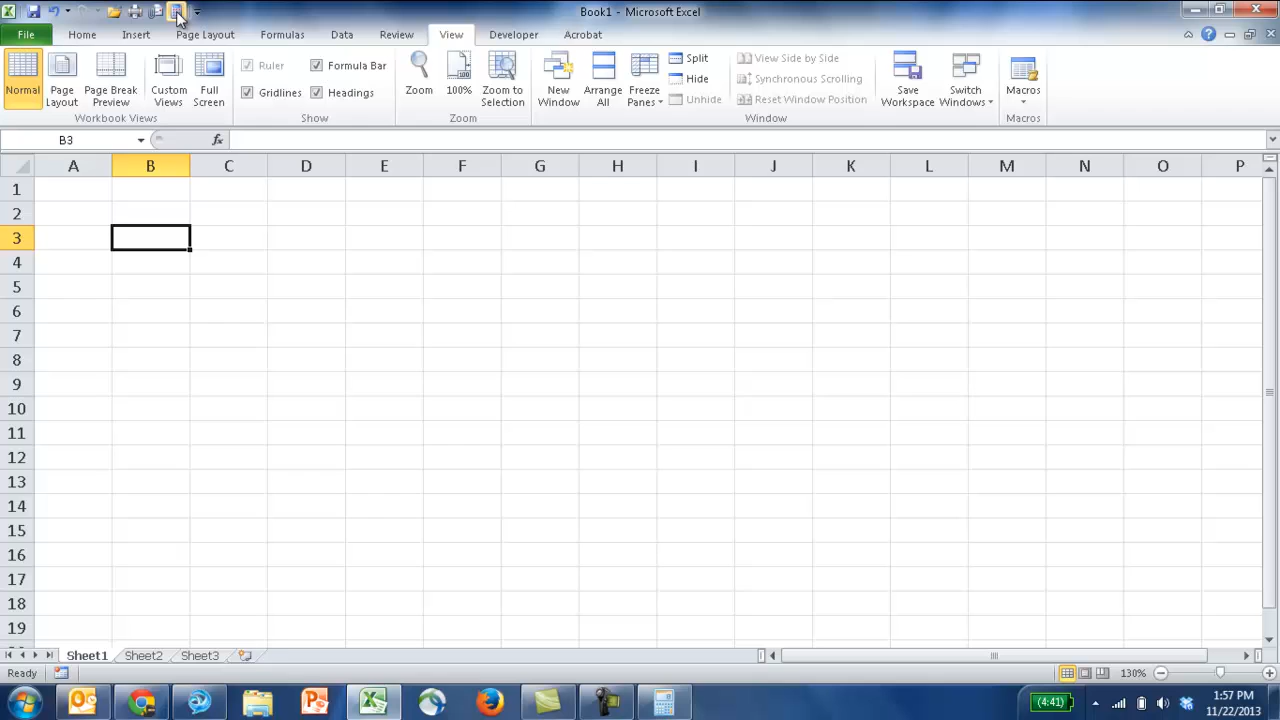 Book1 - Microsoft Excel
File Home Insert Page Layout Formulas Data Review View Developer Acrobat
Normal Page Layout Page Break Preview Custom Views Full Screen
Workbook Views
Ruler Formula Bar
Gridlines Headings
Show
Zoom 100% Zoom to Selection
Zoom
New Window Arrange All Freeze Panes
Split
Hide
Unhide
View Side by Side
Synchronous Scrolling
Reset Window Position
Window
Save Workspace Switch Windows
Macros
Macros
B3 fx
A B C D E F G H I J K L M N O P
1
2
3
4
5
6
7
8
9
10
11
12
13
14
15
16
17
18
19
Sheet1 Sheet2 Sheet3
Ready 130%
(4:41) 1:57 PM
11/22/2013